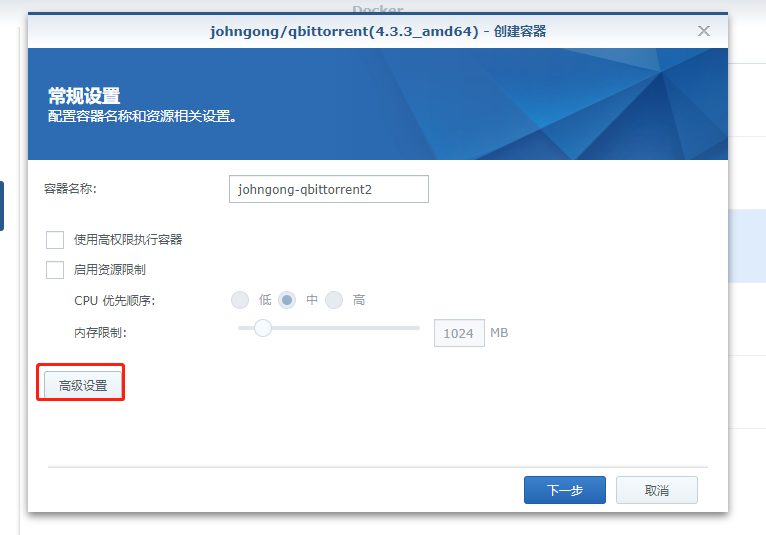 Docker
johngong/qbittorrent(4.3.3_amd64) - 创建容器
常规设置
配置容器名称和资源相关设置。
容器名称:
johngong-qbittorrent2
使用高权限执行容器
启用资源限制
CPU 优先顺序:
低 中 高
内存限制:
1024 MB
高级设置
下一步 取消